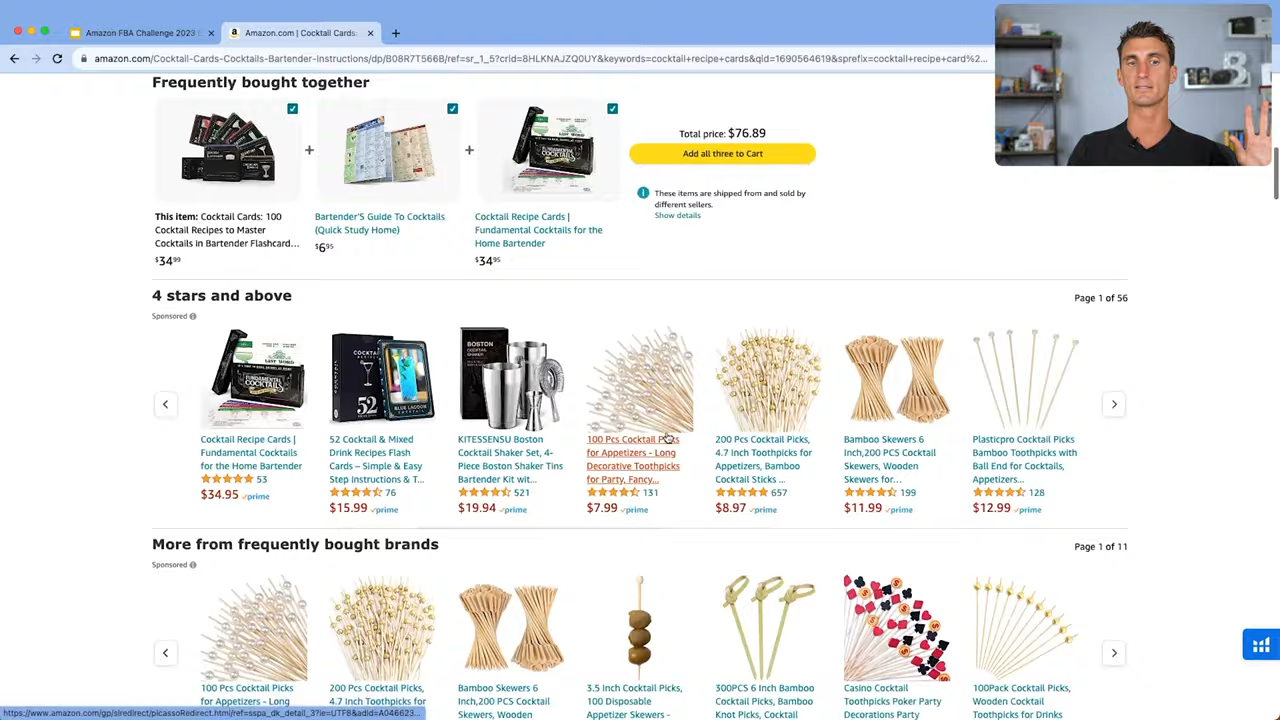 Amazon FBA Challenge 2023
Amazon.com | Cocktail Cards:
amazon.com/Cocktail-Cards-Cocktails-Bartender-Instructions/dp/B08R7T566B/ref=sr_1_5?crid=8HLKNAJZQ0UY&keywords=cocktail+recipe+cards&qid=1690564619&sprefix=cocktail+recipe+card%2...
Frequently bought together
This item: Cocktail Cards: 100
Cocktail Recipes to Master
Cocktails in Bartender Flashcard...
$34.99
Bartender'S Guide To Cocktails
(Quick Study Home)
$6.95
Cocktail Recipe Cards |
Fundamental Cocktails for the
Home Bartender
$34.95
Total price: $76.89
Add all three to Cart
These items are shipped from and sold by
different sellers.
Show details
4 stars and above
Page 1 of 56
Sponsored
FUNDAMENTAL
COCKTAILS
COCKTAIL
52
BLUE LAGOON
BOSTON
Cocktail Recipe Cards |
Fundamental Cocktails
for the Home Bartender
53
$34.95 prime
52 Cocktail & Mixed
Drink Recipes Flash
Cards – Simple & Easy
Step Instructions & T...
76
$15.99 prime
KITESSENSU Boston
Cocktail Shaker Set, 4-
Piece Boston Shaker Tins
Bartender Kit wit...
521
$19.94 prime
100 Pcs Cocktail Picks
for Appetizers - Long
Decorative Toothpicks
for Party, Fancy...
131
$7.99 prime
200 Pcs Cocktail Picks,
4.7 Inch Toothpicks for
Appetizers, Bamboo
Cocktail Sticks ...
657
$8.97 prime
Bamboo Skewers 6
Inch,200 PCS Cocktail
Skewers, Wooden
Skewers for...
199
$11.99 prime
Plasticpro Cocktail Picks
Bamboo Toothpicks with
Ball End for Cocktails,
Appetizers...
128
$12.99 prime
More from frequently bought brands
Page 1 of 11
Sponsored
100 Pcs Cocktail Picks
for Appetizers - Long
200 Pcs Cocktail Picks,
4.7 Inch Toothpicks for
Bamboo Skewers 6
Inch,200 PCS Cocktail
Skewers, Wooden
3.5 Inch Cocktail Picks,
100 Disposable
Appetizer Skewers -
300PCS 6 Inch Bamboo
Cocktail Picks, Bamboo
Knot Picks, Cocktail
Casino Cocktail
Toothpicks Poker Party
Decorations Party
100Pack Cocktail Picks,
Wooden Cocktail
Toothpicks for Drinks
https://www.amazon.com/gp/slredirect/picassoRedirect.html/ref=sspa_dk_detail_3?ie=UTF8&adId=A046623...